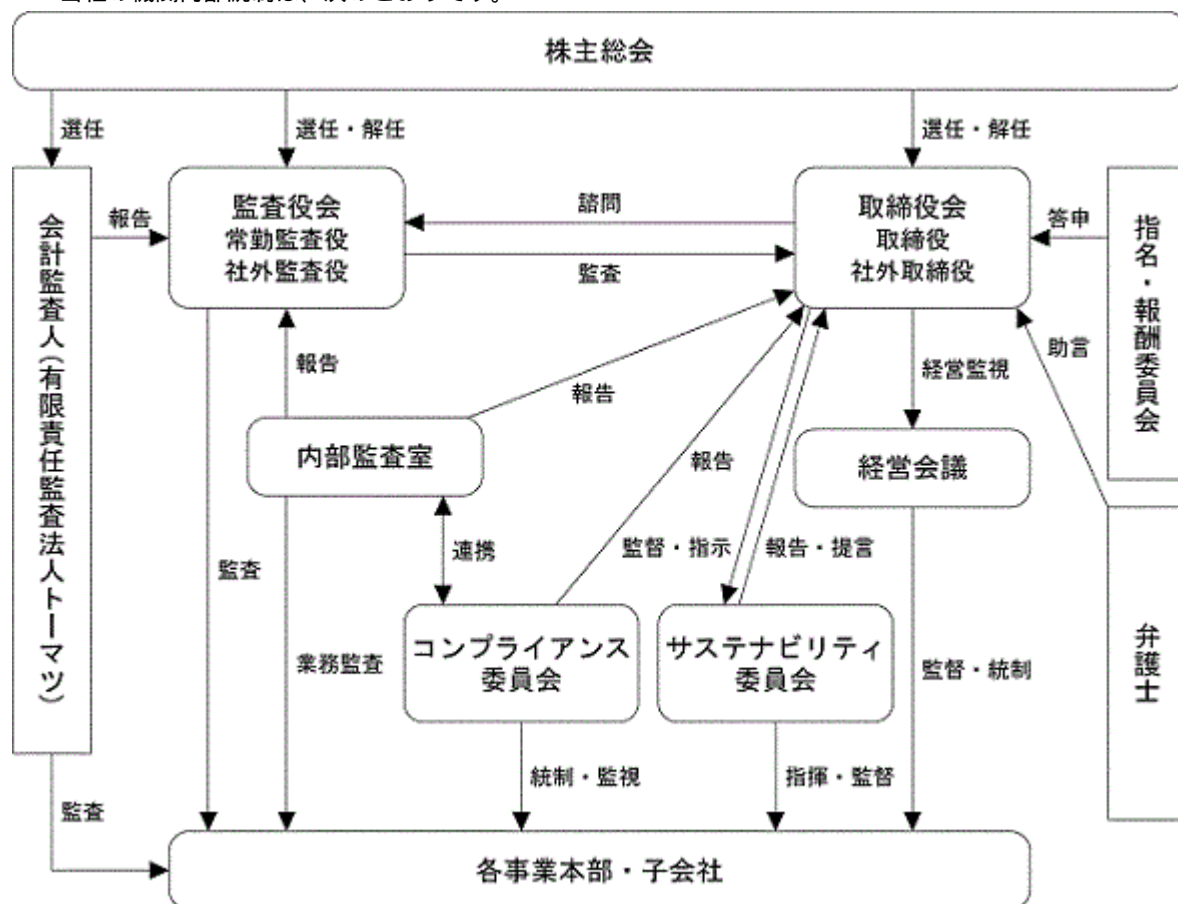 株主総会
選任
選任・解任
選任・解任
会計監査人(有限責任監査法人トーマツ)
報告
監査役会
常勤監査役
社外監査役
諮問
監査
取締役会
取締役
社外取締役
答申
指名・報酬委員会
報告
報告
経営監視
助言
内部監査室
報告
経営会議
監査
連携
監督・指示
報告・提言
業務監査
コンプライアンス
委員会
サステナビリティ
委員会
監督・統制
弁護士
監査
統制・監視
指揮・監督
各事業本部・子会社